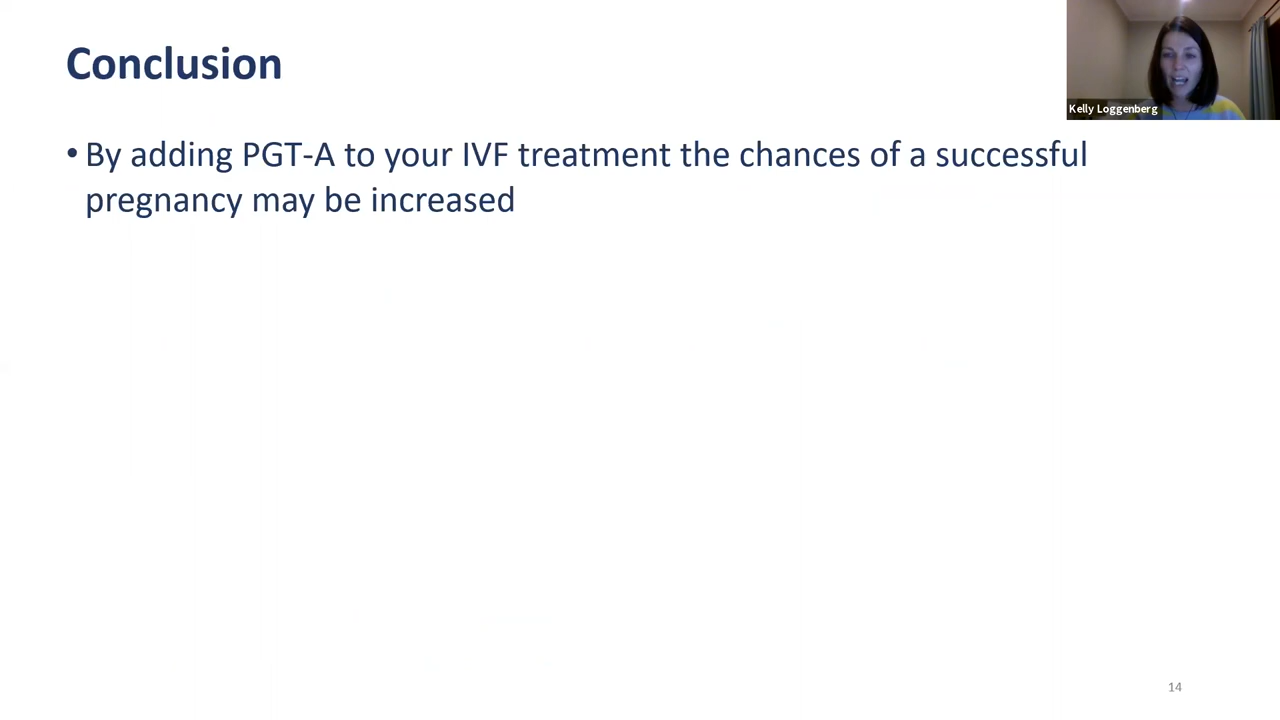 Conclusion
Kelly Loggenberg
• By adding PGT-A to your IVF treatment the chances of a successful
pregnancy may be increased
14